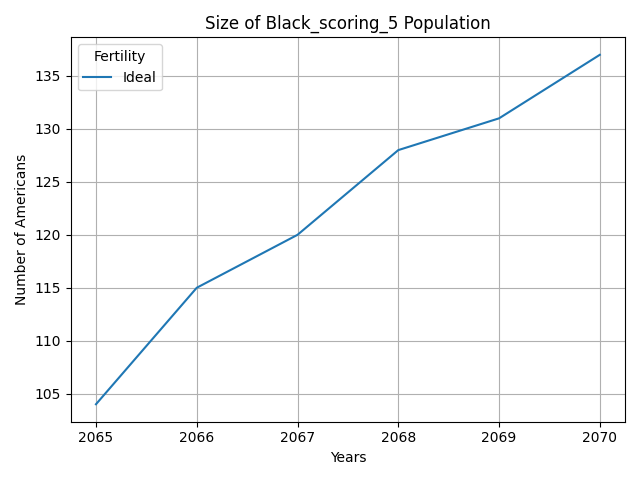 Size of Black_scoring_5 Population
Fertility
Ideal
Number of Americans
135
130
125
120
115
110
105
2065 2066 2067 2068 2069 2070
Years